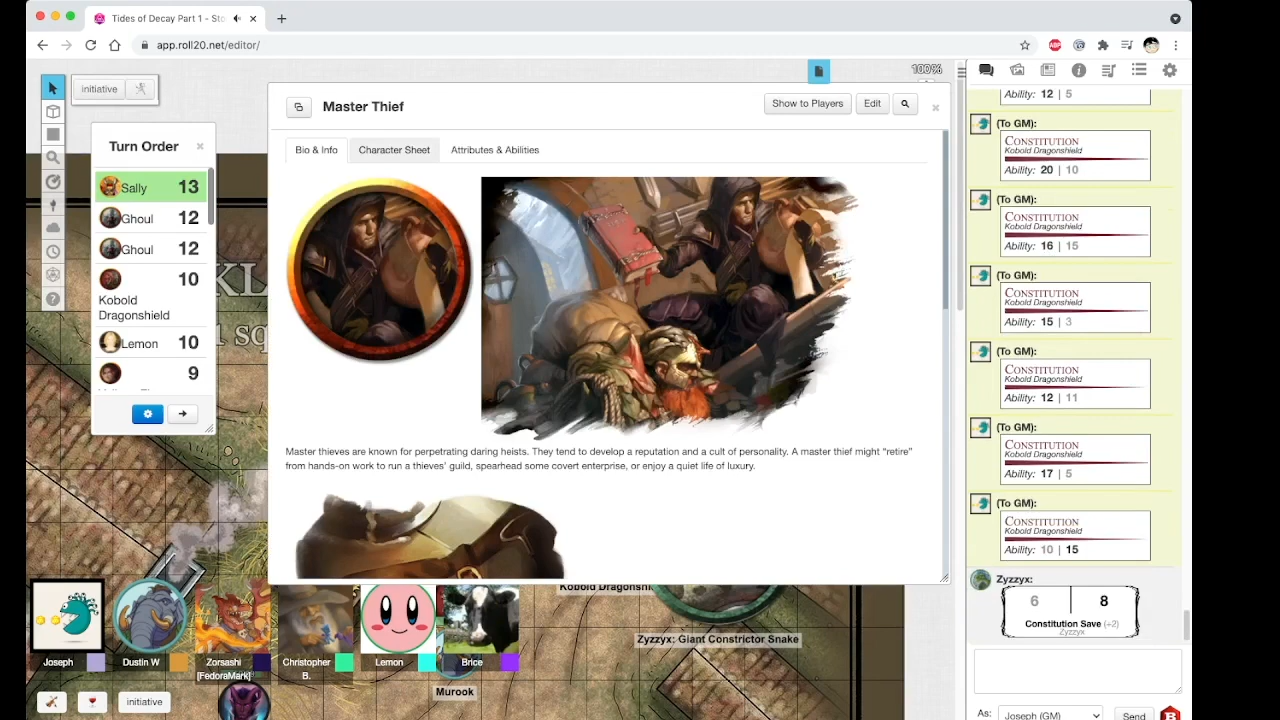 Tides of Decay Part 1 - Sto
app.roll20.net/editor/
ABP
100%
initiative
Master Thief
Show to Players
Edit
Turn Order
Bio & Info
Character Sheet
Attributes & Abilities
Sally 13
Ghoul 12
Ghoul 12
10
Kobold
Dragonshield
Lemon 10
9
Master thieves are known for perpetrating daring heists. They tend to develop a reputation and a cult of personality. A master thief might “retire”
from hands-on work to run a thieves’ guild, spearhead some covert enterprise, or enjoy a quiet life of luxury.
Kobold Dragonshi
Zyzzyx: Giant Constrictor Snake
Murook
Joseph
Dustin W
Zorsashi
[FedoraMark]
Christopher
B.
Lemon
Brice
initiative
Ability: 12 | 5
(To GM):
CONSTITUTION
Kobold Dragonshield
Ability: 20 | 10
(To GM):
CONSTITUTION
Kobold Dragonshield
Ability: 16 | 15
(To GM):
CONSTITUTION
Kobold Dragonshield
Ability: 15 | 3
(To GM):
CONSTITUTION
Kobold Dragonshield
Ability: 12 | 11
(To GM):
CONSTITUTION
Kobold Dragonshield
Ability: 17 | 5
(To GM):
CONSTITUTION
Kobold Dragonshield
Ability: 10 | 15
Zyzzyx:
6 | 8
Constitution Save (+2)
Zyzzyx
As: Joseph (GM) Send